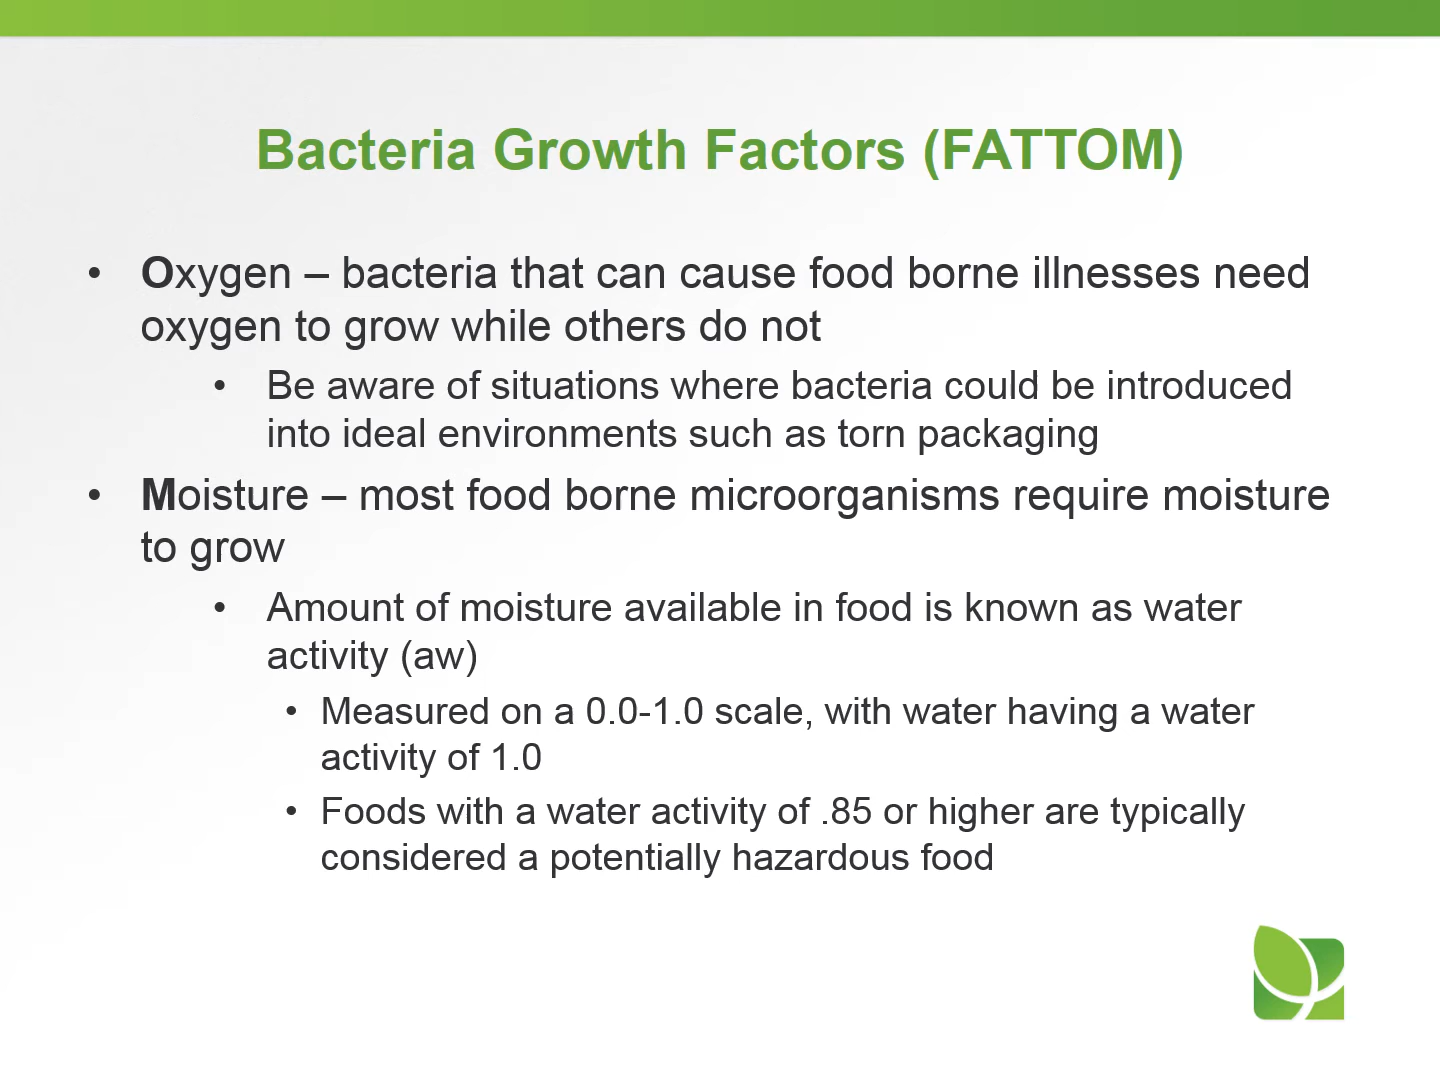 Bacteria Growth Factors (FATTOM)
• Oxygen – bacteria that can cause food borne illnesses need
oxygen to grow while others do not
• Be aware of situations where bacteria could be introduced
into ideal environments such as torn packaging
• Moisture – most food borne microorganisms require moisture
to grow
• Amount of moisture available in food is known as water
activity (aw)
• Measured on a 0.0-1.0 scale, with water having a water
activity of 1.0
• Foods with a water activity of .85 or higher are typically
considered a potentially hazardous food